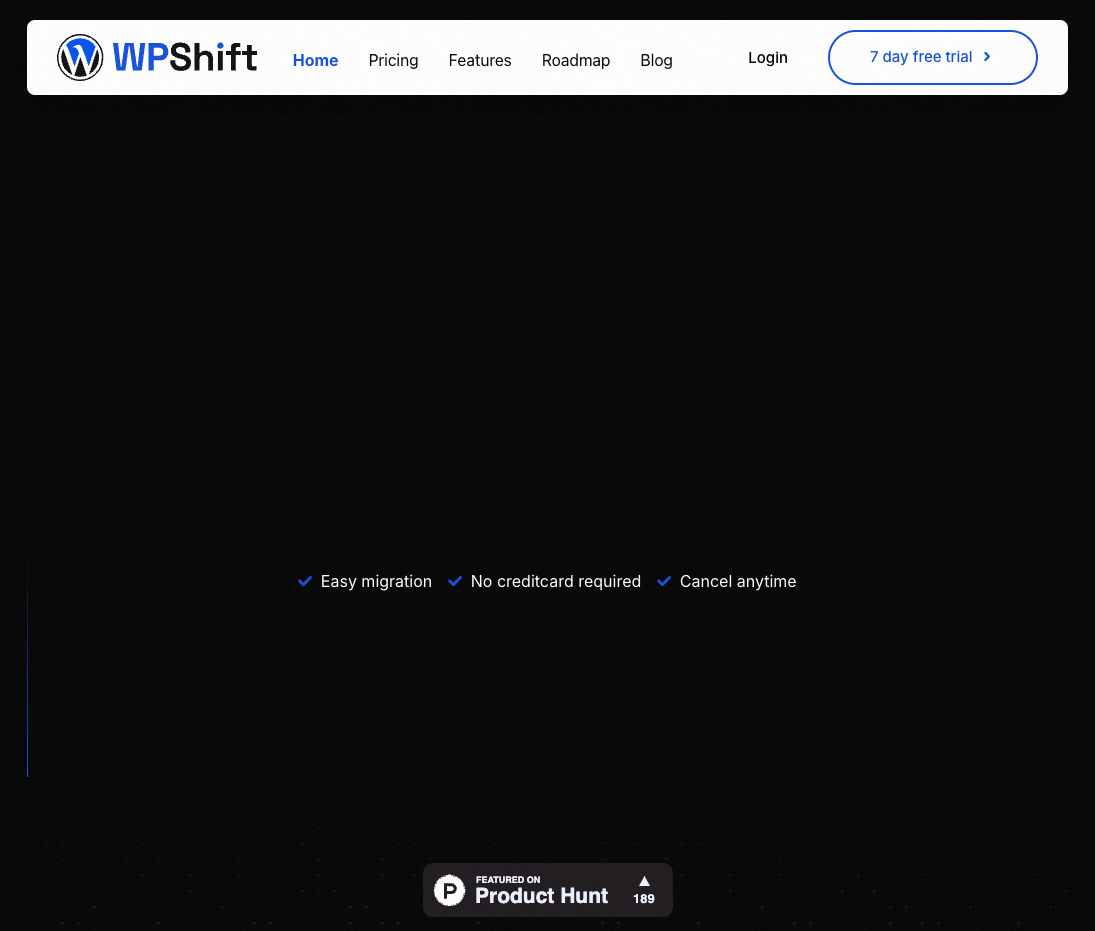 WPShift
Home Pricing Features Roadmap Blog Login 7 day free trial
Easy migration No creditcard required Cancel anytime
P FEATURED ON
Product Hunt
189